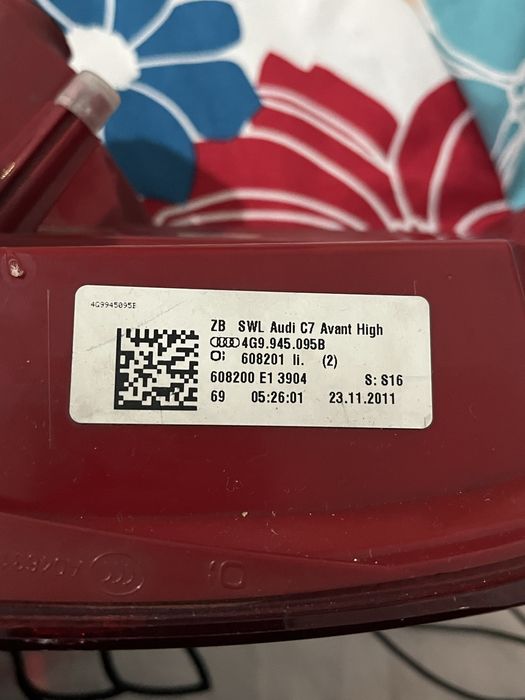 4G9945095B
ZB SWL Audi C7 Avant High
4G9.945.095B
608201 li. (2)
608200 E1 3904 S: S16
69 05:26:01 23.11.2011